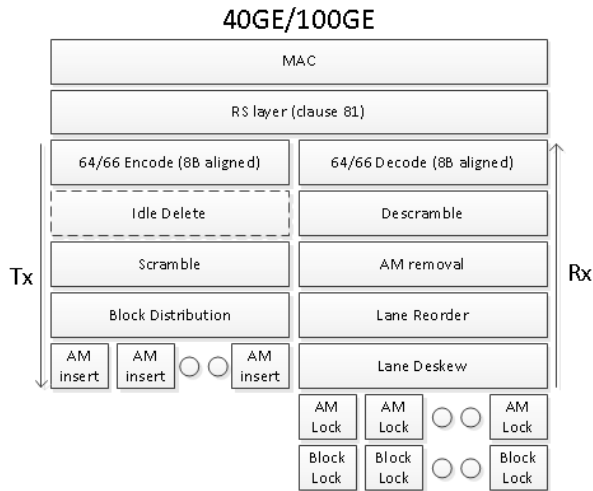 40GE/100GE
MAC
RS layer (clause 81)
64/66 Encode (8B aligned)
64/66 Decode (8B aligned)
Idle Delete
Descramble
Tx
Scramble
AM removal
Rx
Block Distribution
Lane Reorder
AM
insert
AM
insert
AM
insert
Lane Deskew
AM
Lock
AM
Lock
AM
Lock
Block
Lock
Block
Lock
Block
Lock